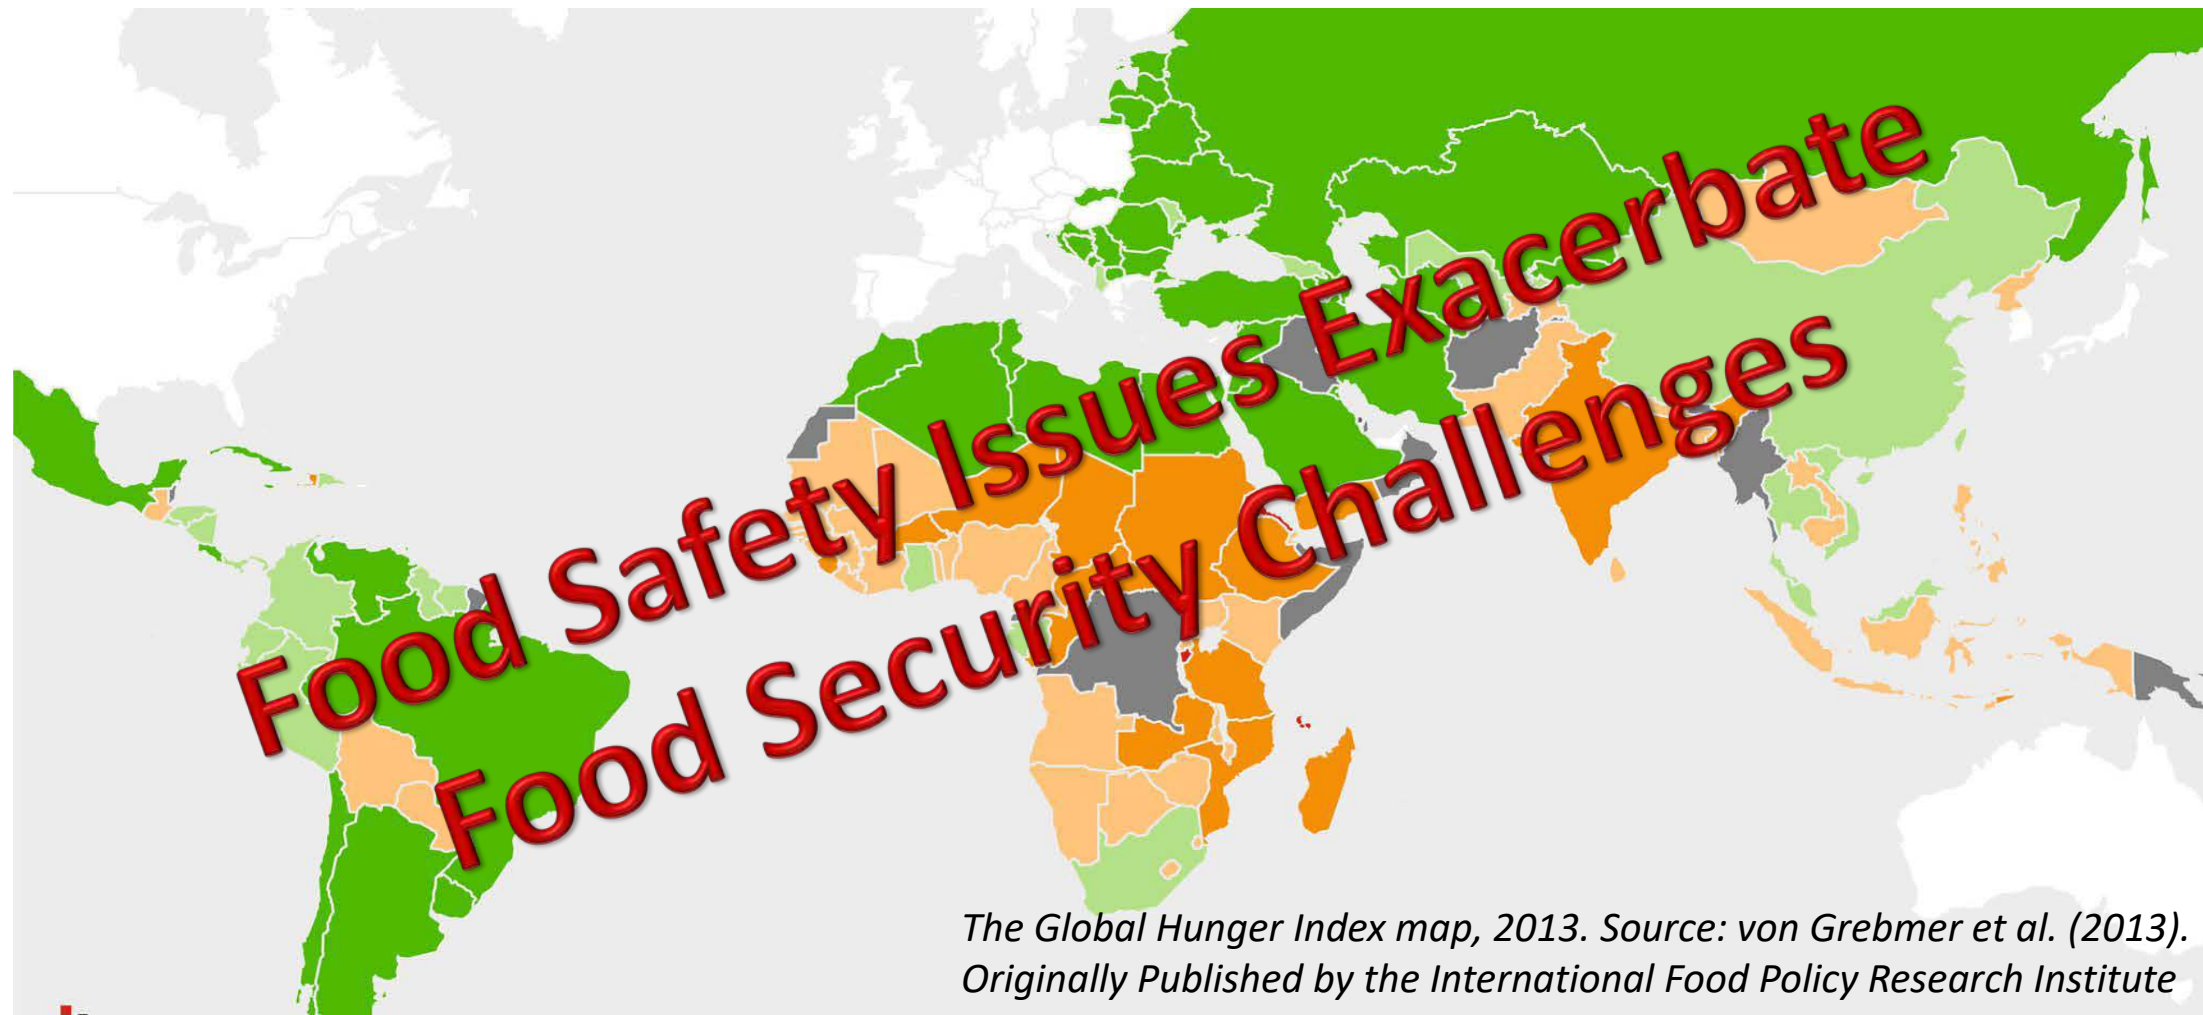 Food Safety Issues Exacerbate
Food Security Challenges
The Global Hunger Index map, 2013. Source: von Grebmer et al. (2013).
Originally Published by the International Food Policy Research Institute